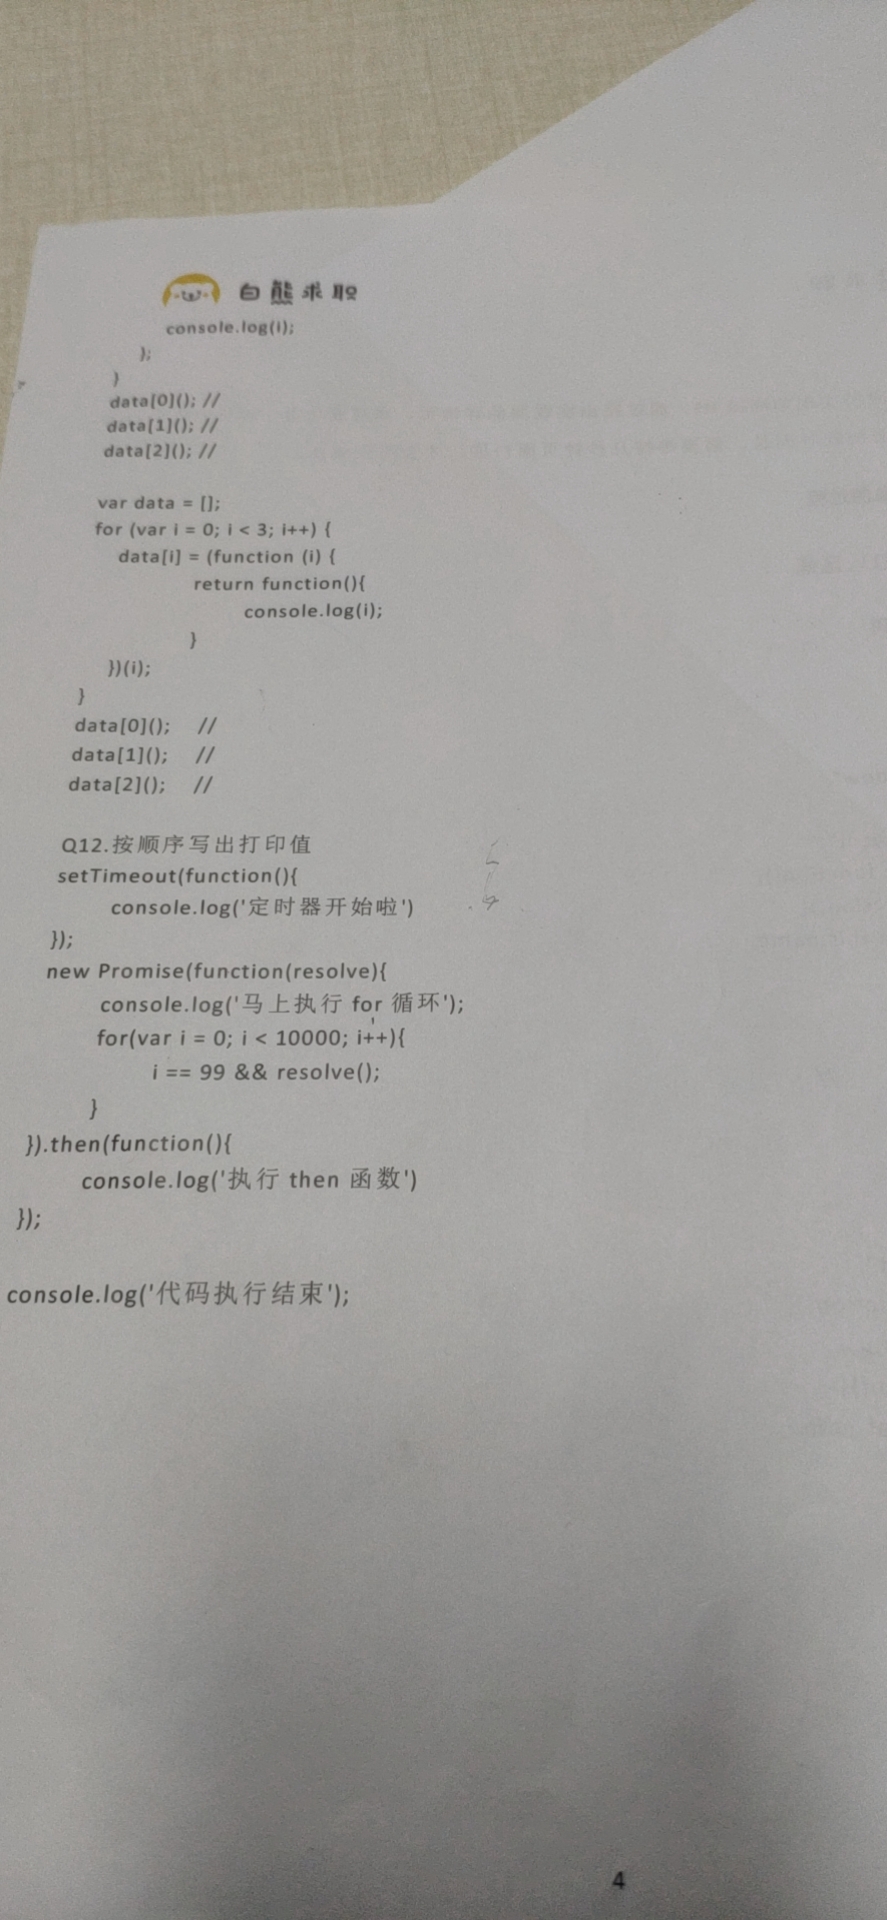 白熊求职
console.log(i);
};
}
data[0](); //
data[1](); //
data[2](); //
var data = [];
for (var i = 0; i < 3; i++) {
data[i] = (function (i) {
return function(){
console.log(i);
}
})(i);
}
data[0](); //
data[1](); //
data[2](); //
Q12.按顺序写出打印值
setTimeout(function(){
console.log('定时器开始啦')
});
new Promise(function(resolve){
console.log('马上执行 for 循环');
for(var i = 0; i < 10000; i++){
i == 99 && resolve();
}
}).then(function(){
console.log('执行 then 函数')
});
console.log('代码执行结束');
4